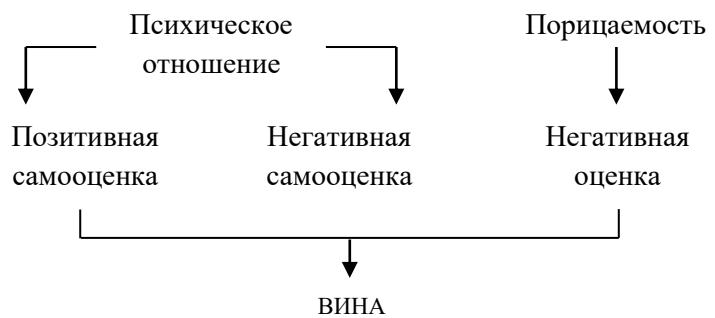 Психическое
отношение
Порицаемость
Позитивная
самооценка
Негативная
самооценка
Негативная
оценка
ВИНА